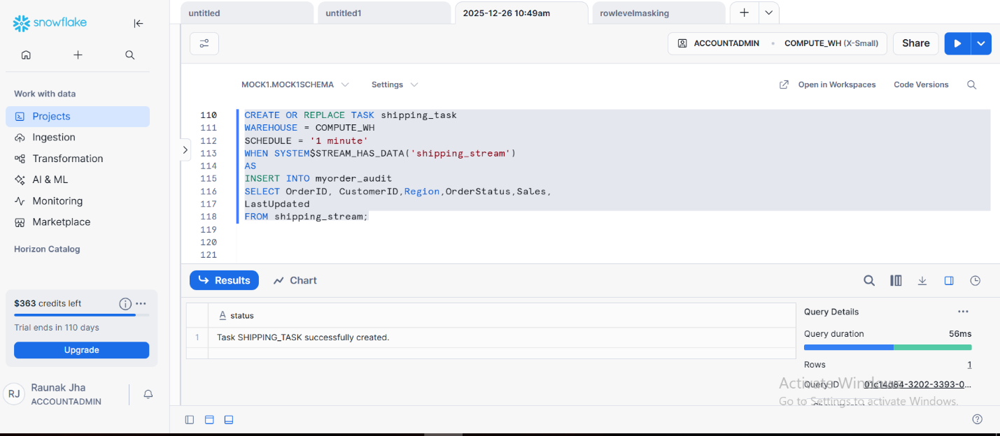 snowflake
Work with data
Projects
Ingestion
Transformation
AI & ML
Monitoring
Marketplace
Horizon Catalog
$363 credits left
Trial ends in 110 days
Upgrade
RJ
Raunak Jha
ACCOUNTADMIN
untitled
untitled1
2025-12-26 10:49am
rowlevelmasking
ACCOUNTADMIN
COMPUTE_WH (X-Small)
Share
MOCK1.MOCK1SCHEMA
Settings
Open in Workspaces
Code Versions
110 CREATE OR REPLACE TASK shipping_task
111 WAREHOUSE = COMPUTE_WH
112 SCHEDULE = '1 minute'
113 WHEN SYSTEM$STREAM_HAS_DATA('shipping_stream')
114 AS
115 INSERT INTO myorder_audit
116 SELECT OrderID, CustomerID,Region,OrderStatus,Sales,
117 LastUpdated
118 FROM shipping_stream;
119
120
121
Results
Chart
A status
1 Task SHIPPING_TASK successfully created.
Query Details
Query duration 56ms
Rows 1
Query ID
Activate Windows
Go to Settings to activate Windows.